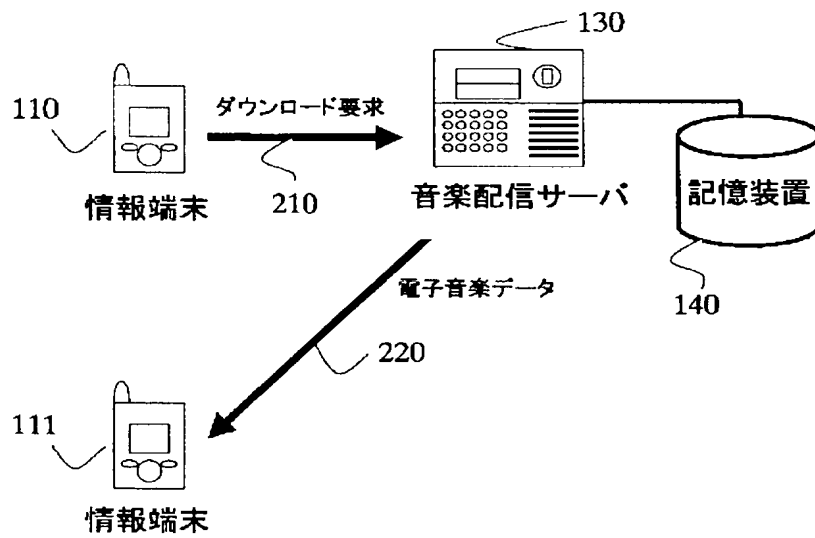 130
110
ダウンロード要求
情報端末
210
音楽配信サーバ
記憶装置
140
電子音楽データ
220
111
情報端末